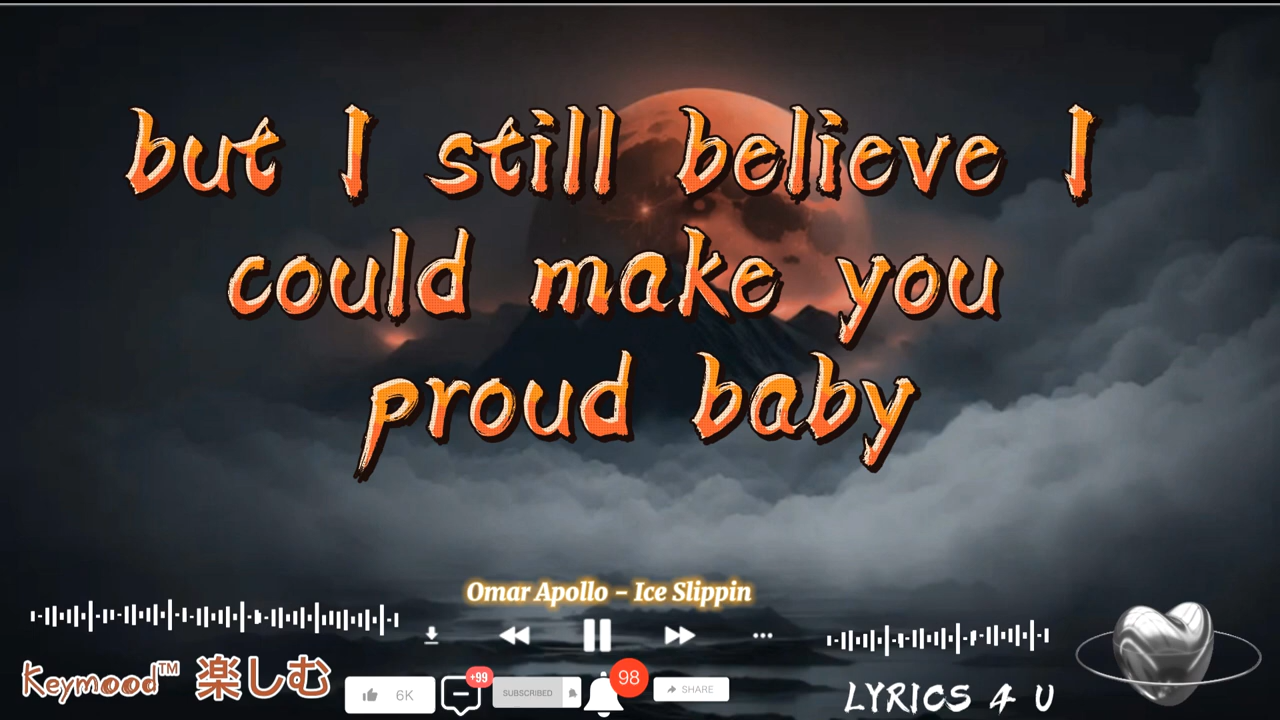 but I still believe I
could make you
proud baby
Omar Apollo - Ice Slippin
Keymood™ 楽しむ
6K
+99
SUBSCRIBED
98
SHARE
LYRICS 4 U